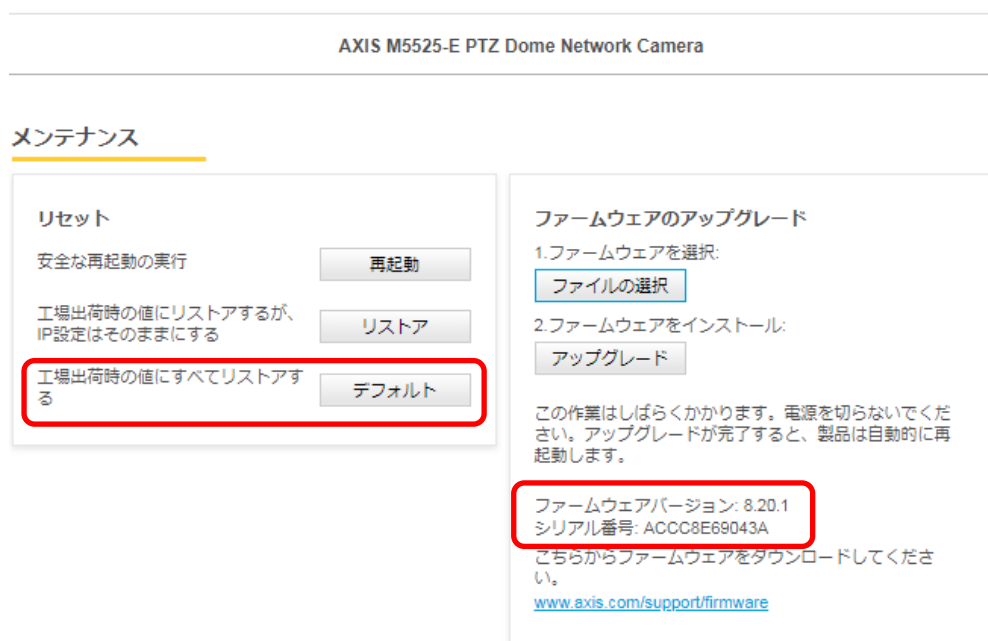 AXIS M5525-E PTZ Dome Network Camera
メンテナンス
リセット
安全な再起動の実行
再起動
工場出荷時の値にリストアするが、
IP設定はそのままにする
リストア
工場出荷時の値にすべてリストアす
る
デフォルト
ファームウェアのアップグレード
1.ファームウェアを選択:
ファイルの選択
2.ファームウェアをインストール:
アップグレード
この作業はしばらくかかります。電源を切らないでくだ
さい。アップグレードが完了すると、製品は自動的に再
起動します。
ファームウェアバージョン: 8.20.1
シリアル番号: ACCC8E69043A
こちらからファームウェアをダウンロードしてくださ
い。
www.axis.com/support/firmware